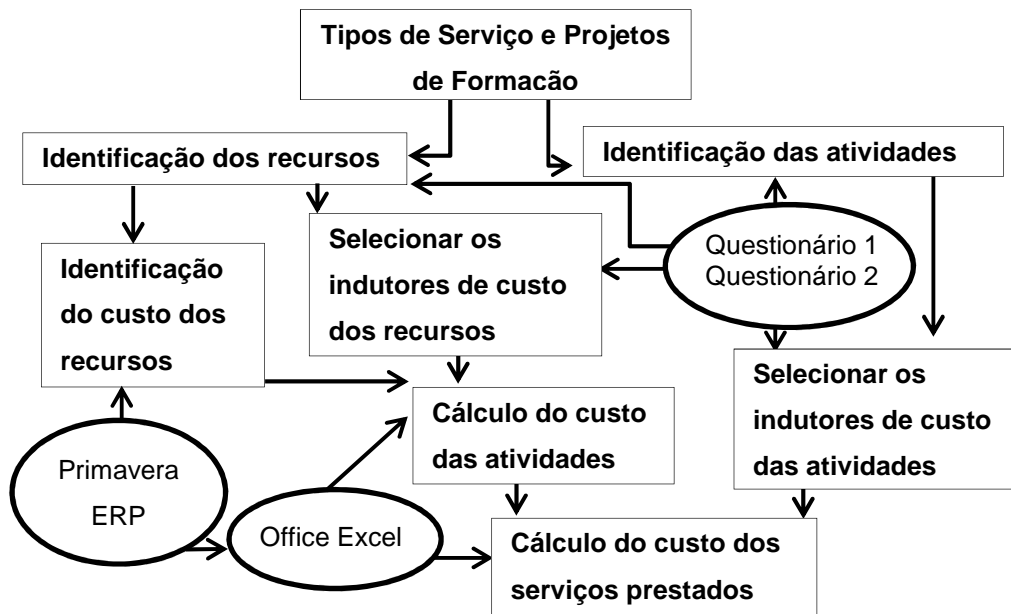 Tipos de Serviço e Projetos
de Formacão
Identificação dos recursos
Identificação das atividades
Selecionar os
indutores de custo
dos recursos
Questionário 1
Questionário 2
Identificação
do custo dos
recursos
Selecionar os
indutores de custo
das atividades
Cálculo do custo
das atividades
Primavera
ERP
Office Excel
Cálculo do custo dos
serviços prestados